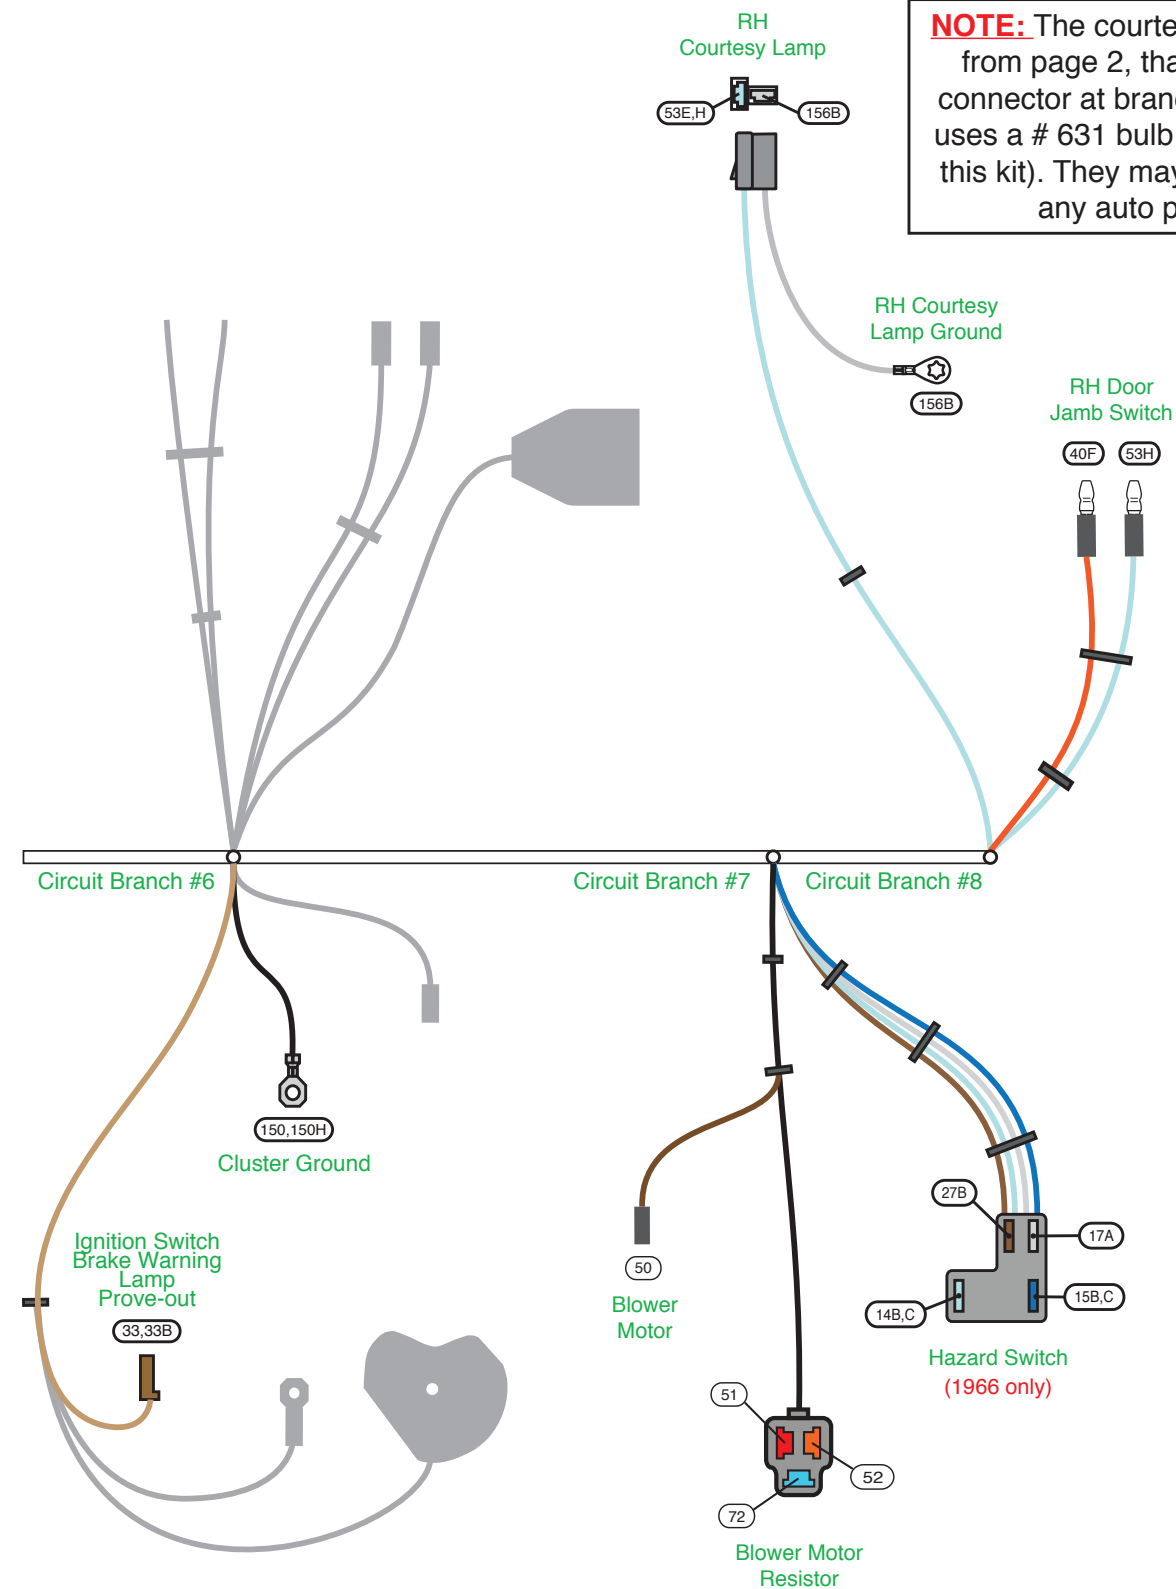 RH
Courtesy Lamp
53E,H
156B
NOTE: The courte
from page 2, tha
connector at bran
uses a # 631 bulb
this kit). They may
any auto p
RH Courtesy
Lamp Ground
156B
RH Door
Jamb Switch
40F
53H
Circuit Branch #6
Circuit Branch #7
Circuit Branch #8
150,150H
Cluster Ground
Ignition Switch
Brake Warning
Lamp
Prove-out
33,33B
50
Blower
Motor
27B
17A
14B,C
15B,C
Hazard Switch
(1966 only)
51
52
72
Blower Motor
Resistor